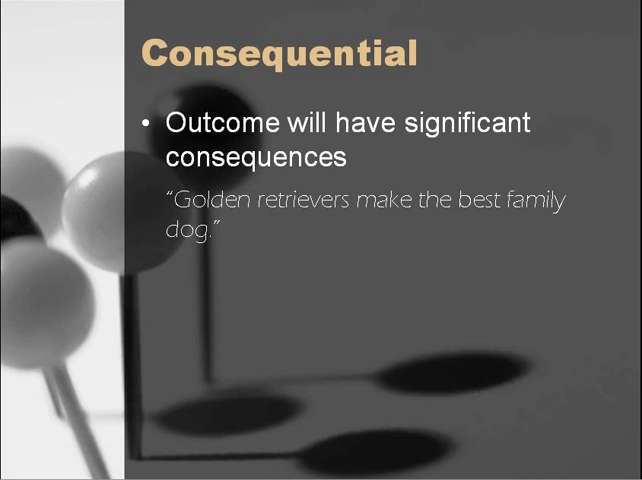 Consequential
• Outcome will have significant
consequences
“Golden retrievers make the best family
dog.”